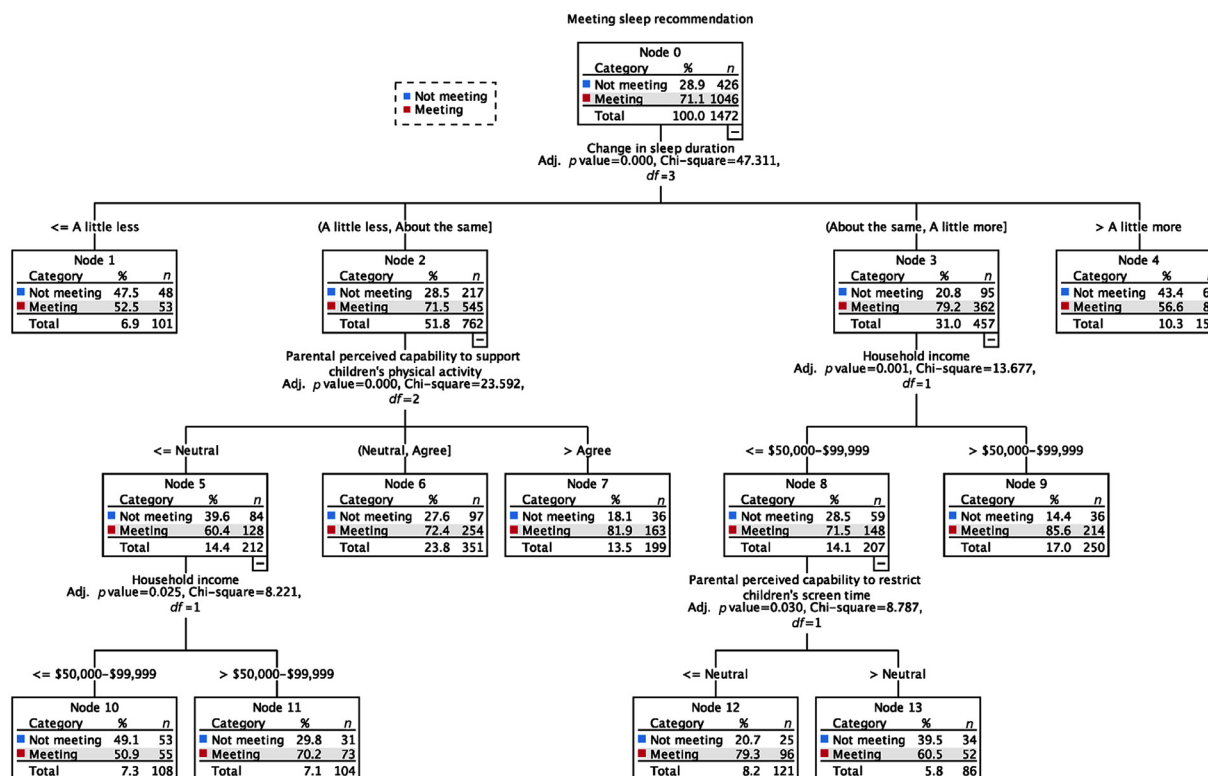 Meeting sleep recommendation
Not meeting
Meeting
Node 0
Category % n
Not meeting 28.9 426
Meeting 71.1 1046
Total 100.0 1472
Change in sleep duration
Adj. p value=0.000, Chi-square=47.311,
df=3
<= A little less
(A little less, About the same]
(About the same, A little more]
> A little more
Node 1
Category % n
Not meeting 47.5 48
Meeting 52.5 53
Total 6.9 101
Node 2
Category % n
Not meeting 28.5 217
Meeting 71.5 545
Total 51.8 762
Node 3
Category % n
Not meeting 20.8 95
Meeting 79.2 362
Total 31.0 457
Node 4
Category %
Not meeting 43.4 6
Meeting 56.6 8
Total 10.3 15
Parental perceived capability to support
children's physical activity
Adj. p value=0.000, Chi-square=23.592,
df=2
Household income
Adj. p value=0.001, Chi-square=13.677,
df=1
<= Neutral
(Neutral, Agree]
> Agree
<= $50,000-$99,999
> $50,000-$99,999
Node 5
Category % n
Not meeting 39.6 84
Meeting 60.4 128
Total 14.4 212
Node 6
Category % n
Not meeting 27.6 97
Meeting 72.4 254
Total 23.8 351
Node 7
Category % n
Not meeting 18.1 36
Meeting 81.9 163
Total 13.5 199
Node 8
Category % n
Not meeting 28.5 59
Meeting 71.5 148
Total 14.1 207
Node 9
Category % n
Not meeting 14.4 36
Meeting 85.6 214
Total 17.0 250
Household income
Adj. p value=0.025, Chi-square=8.221,
df=1
Parental perceived capability to restrict
children's screen time
Adj. p value=0.030, Chi-square=8.787,
df=1
<= $50,000-$99,999
> $50,000-$99,999
<= Neutral
> Neutral
Node 10
Category % n
Not meeting 49.1 53
Meeting 50.9 55
Total 7.3 108
Node 11
Category % n
Not meeting 29.8 31
Meeting 70.2 73
Total 7.1 104
Node 12
Category % n
Not meeting 20.7 25
Meeting 79.3 96
Total 8.2 121
Node 13
Category % n
Not meeting 39.5 34
Meeting 60.5 52
Total 5.8 86